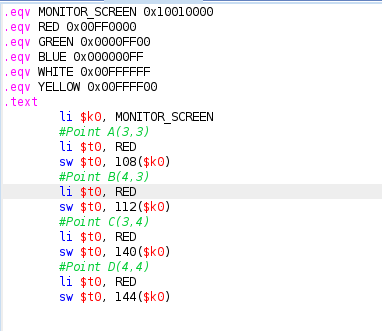 .eqv MONITOR_SCREEN 0x10010000
.eqv RED 0x00FF0000
.eqv GREEN 0x0000FF00
.eqv BLUE 0x000000FF
.eqv WHITE 0x00FFFFFF
.eqv YELLOW 0x00FFFF00
.text
li $k0, MONITOR_SCREEN
#Point A(3,3)
li $t0, RED
sw $t0, 108($k0)
#Point B(4,3)
li $t0, RED
sw $t0, 112($k0)
#Point C(3,4)
li $t0, RED
sw $t0, 140($k0)
#Point D(4,4)
li $t0, RED
sw $t0, 144($k0)